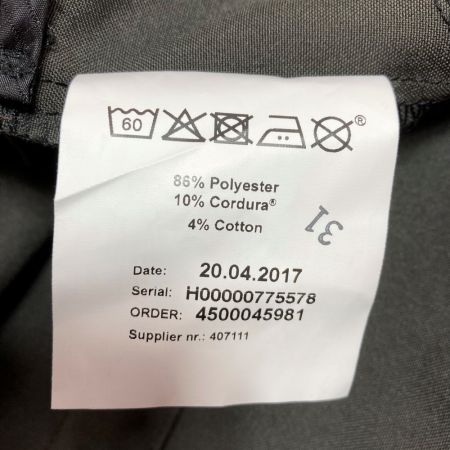 60 ®
86% Polyester
10% Cordura®
4% Cotton
31
Date: 20.04.2017
Serial: H00000775578
ORDER: 4500045981
Supplier nr.: 407111